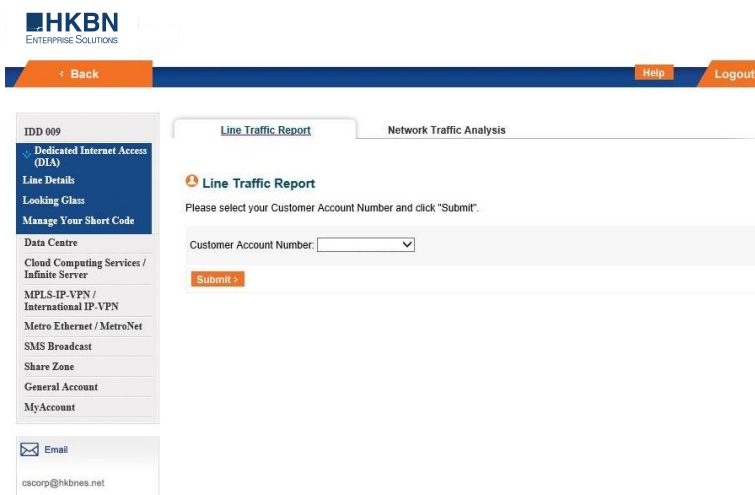 HKBN
ENTERPRISE SOLUTIONS
‹ Back
Help
Logout
IDD 009
Dedicated Internet Access
(DIA)
Line Details
Looking Glass
Manage Your Short Code
Data Centre
Cloud Computing Services /
Infinite Server
MPLS-IP-VPN /
International IP-VPN
Metro Ethernet / MetroNet
SMS Broadcast
Share Zone
General Account
MyAccount
Email
cscorp@hkbnes.net
Line Traffic Report
Network Traffic Analysis
Line Traffic Report
Please select your Customer Account Number and click "Submit".
Customer Account Number:
Submit ›